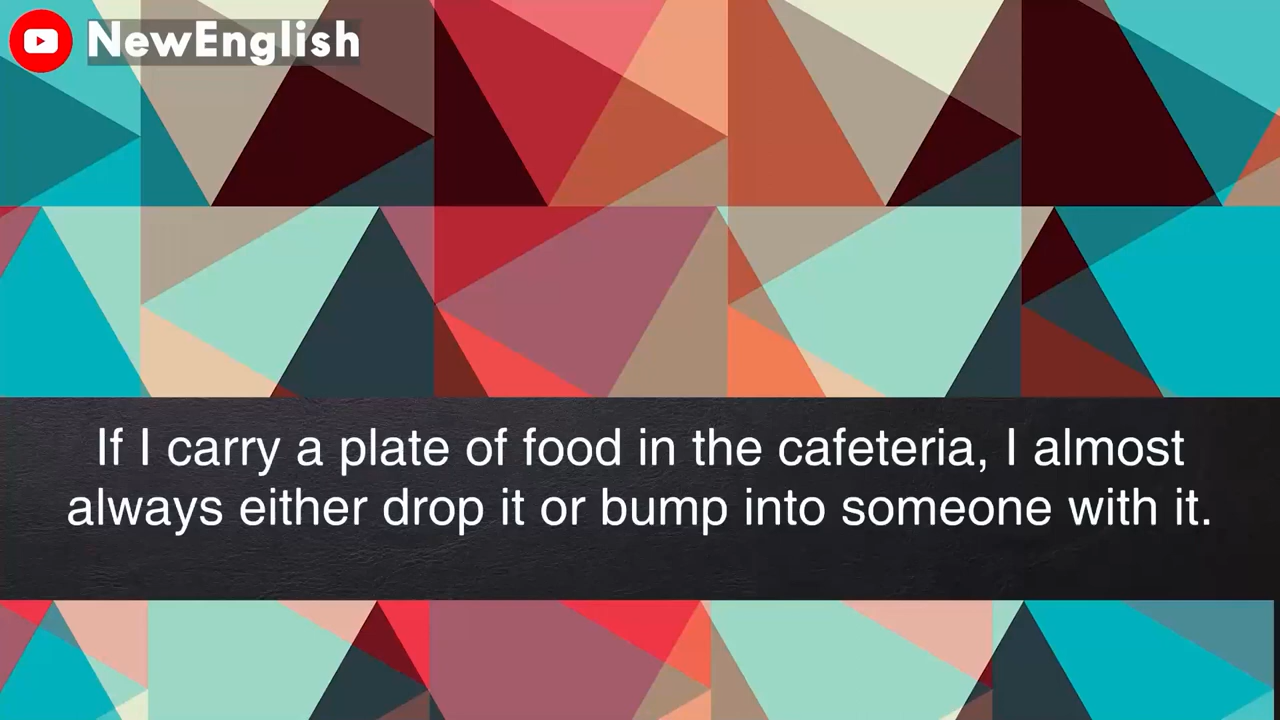 NewEnglish
If I carry a plate of food in the cafeteria, I almost
always either drop it or bump into someone with it.